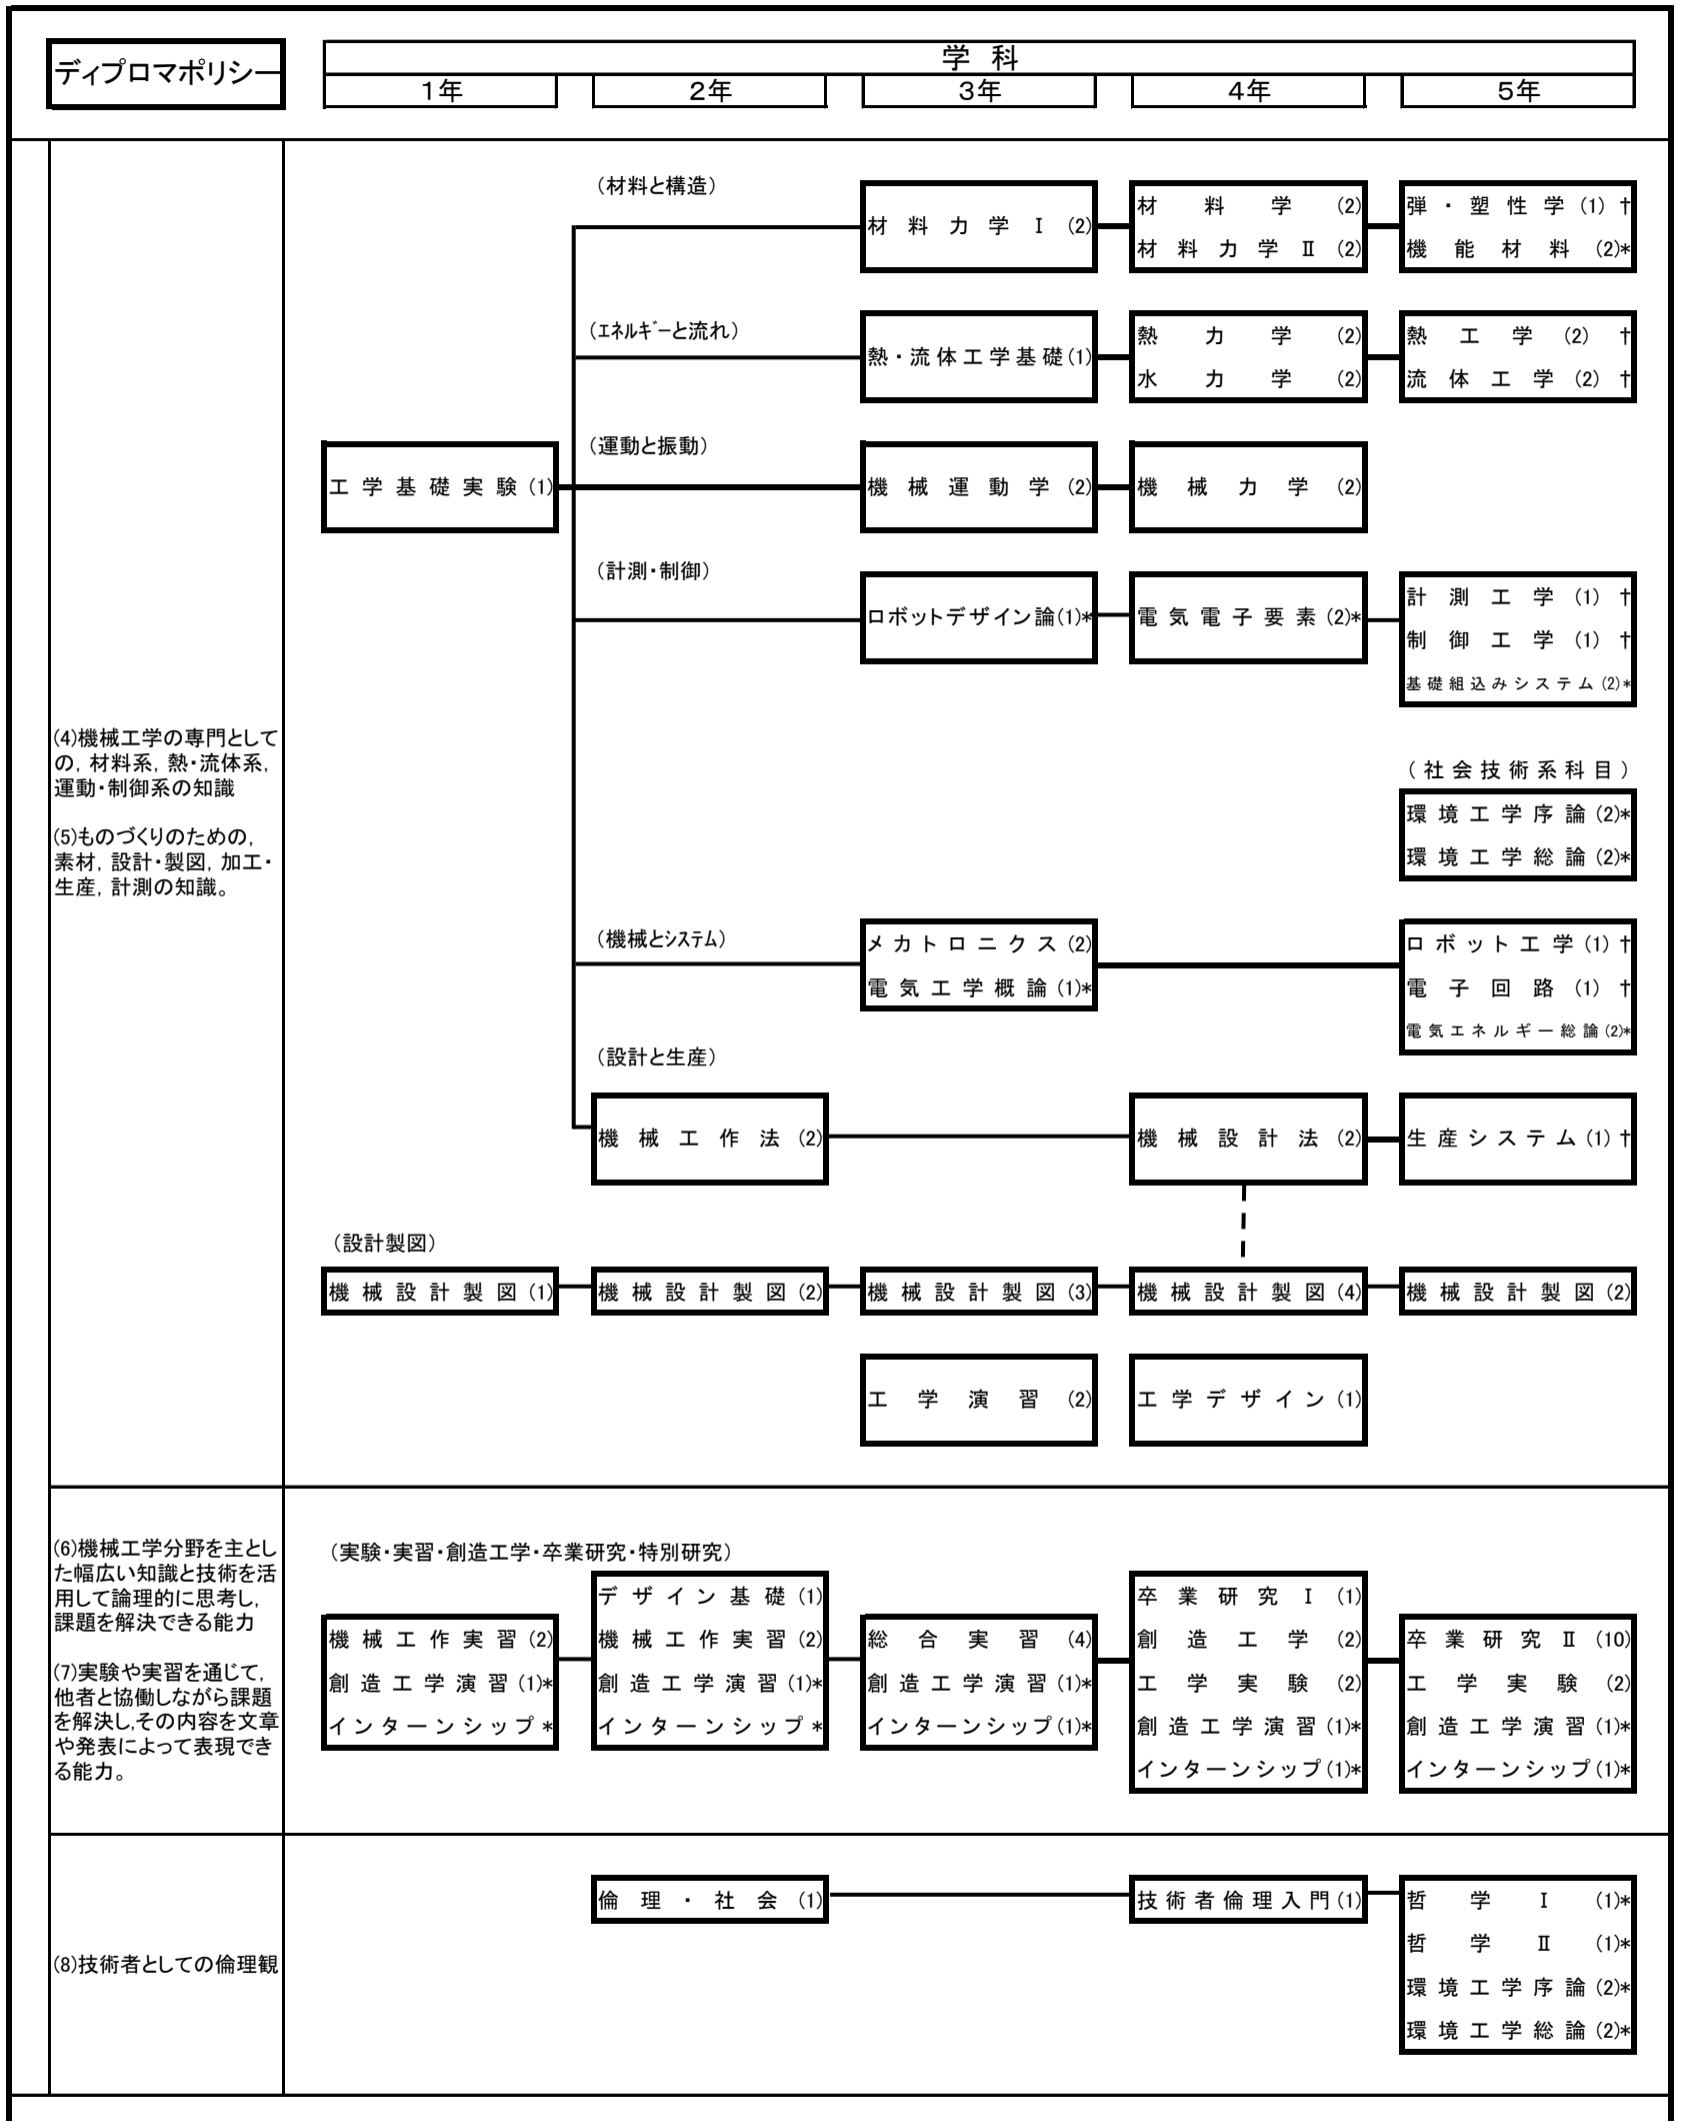 ディプロマポリシー
学 科
1年
2年
3年
4年
5年
(4)機械工学の専門として
の, 材料系, 熱・流体系,
運動・制御系の知識
(5)ものづくりのための,
素材, 設計・製図, 加工・
生産, 計測の知識。
工学基礎実験(1)
(材料と構造)
材料力学Ⅰ(2)
材料学(2)
材料力学Ⅱ(2)
弾・塑性学(1)†
機能材料(2)*
(エネルギーと流れ)
熱・流体工学基礎(1)
熱力学(2)
水力学(2)
熱工学(2)†
流体工学(2)†
(運動と振動)
機械運動学(2)
機械力学(2)
(計測・制御)
ロボットデザイン論(1)*
電気電子要素(2)*
計測工学(1)†
制御工学(1)†
基礎組込みシステム(2)*
(社会技術系科目)
環境工学序論(2)*
環境工学総論(2)*
(機械とシステム)
メカトロニクス(2)
電気工学概論(1)*
ロボット工学(1)†
電子回路(1)†
電気エネルギー総論(2)*
(設計と生産)
機械工作法(2)
機械設計法(2)
生産システム(1)†
(設計製図)
機械設計製図(1)
機械設計製図(2)
機械設計製図(3)
機械設計製図(4)
機械設計製図(2)
工学演習(2)
工学デザイン(1)
(6)機械工学分野を主とし
た幅広い知識と技術を活
用して論理的に思考し,
課題を解決できる能力
(7)実験や実習を通じて,
他者と協働しながら課題
を解決し,その内容を文章
や発表によって表現でき
る能力。
(実験・実習・創造工学・卒業研究・特別研究)
機械工作実習(2)
創造工学演習(1)*
インターンシップ*
デザイン基礎(1)
機械工作実習(2)
創造工学演習(1)*
インターンシップ*
総合実習(4)
創造工学演習(1)*
インターンシップ(1)*
卒業研究Ⅰ(1)
創造工学(2)
工学実験(2)
創造工学演習(1)*
インターンシップ(1)*
卒業研究Ⅱ(10)
工学実験(2)
創造工学演習(1)*
インターンシップ(1)*
(8)技術者としての倫理観
倫理・社会(1)
技術者倫理入門(1)
哲学Ⅰ(1)*
哲学Ⅱ(1)*
環境工学序論(2)*
環境工学総論(2)*